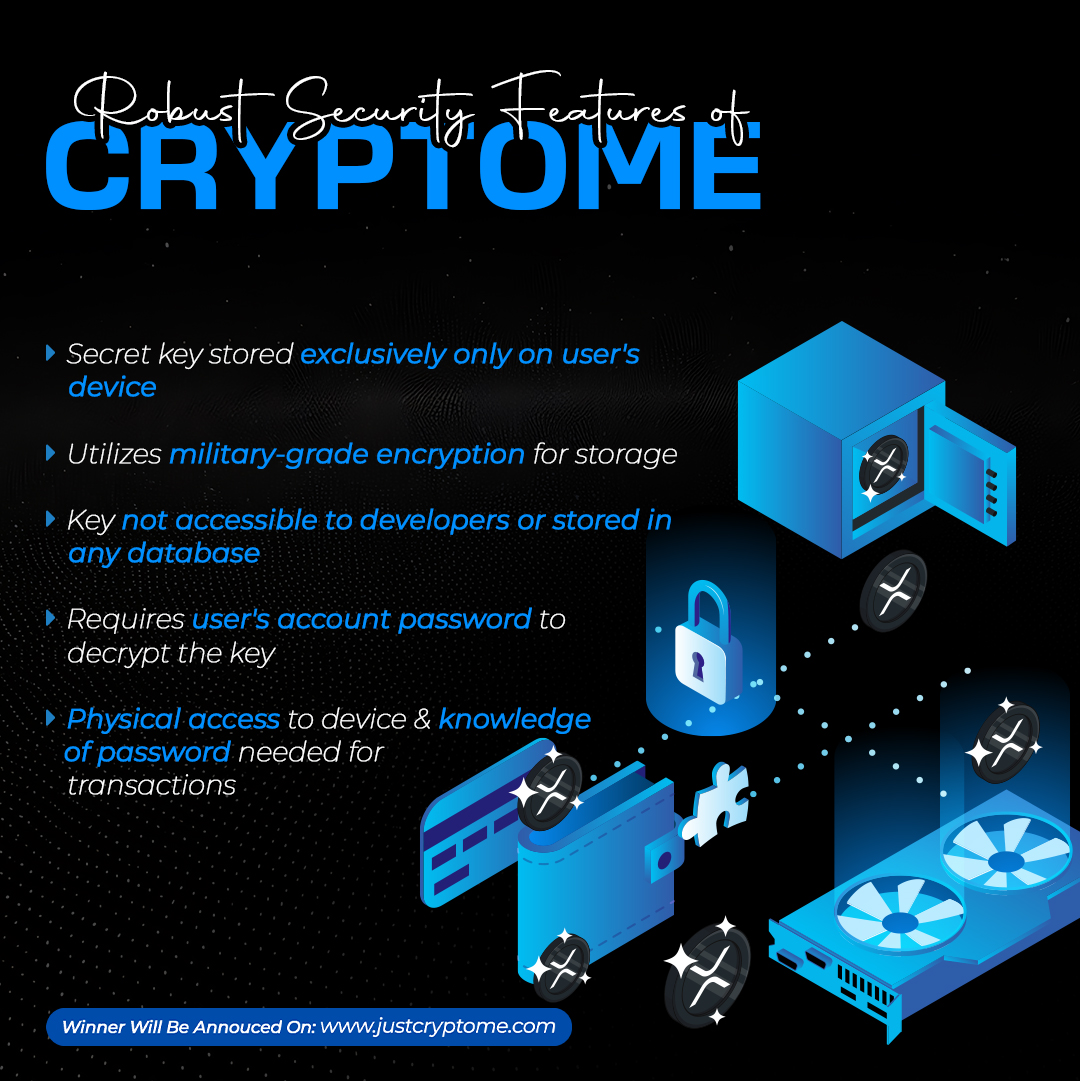 Robust Security Features of
CRYPTOME
Secret key stored exclusively only on user's
device
Utilizes military-grade encryption for storage
Key not accessible to developers or stored in
any database
Requires user's account password to
decrypt the key
Physical access to device & knowledge
of password needed for
transactions
Winner Will Be Annouced On: www.justcryptome.com